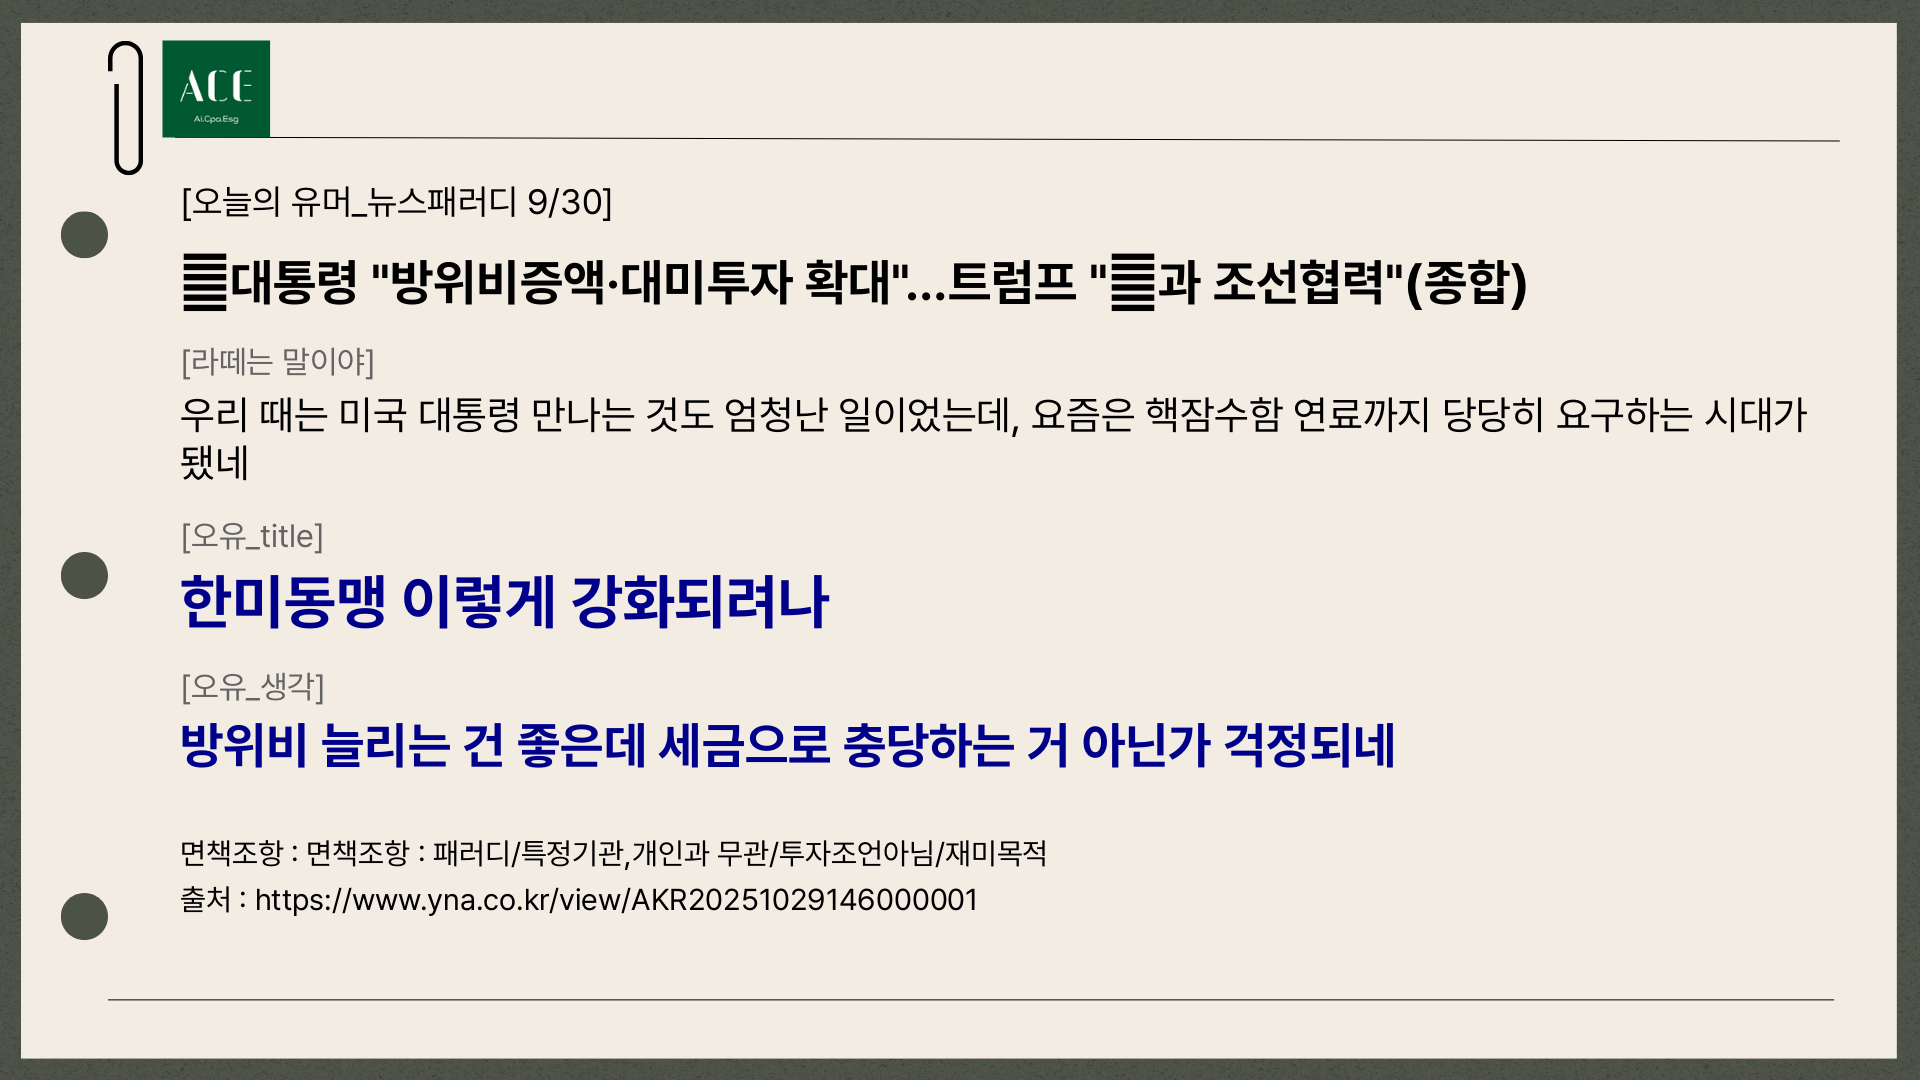 ACE
Ai.Cpa.Esg
[오늘의 유머_뉴스패러디 9/30]
대통령 "방위비증액·대미투자 확대"…트럼프 "과 조선협력"(종합)
[라떼는 말이야]
우리 때는 미국 대통령 만나는 것도 엄청난 일이었는데, 요즘은 핵잠수함 연료까지 당당히 요구하는 시대가
됐네
[오유_title]
한미동맹 이렇게 강화되려나
[오유_생각]
방위비 늘리는 건 좋은데 세금으로 충당하는 거 아닌가 걱정되네
면책조항 : 면책조항 : 패러디/특정기관,개인과 무관/투자조언아님/재미목적
출처 : https://www.yna.co.kr/view/AKR20251029146000001